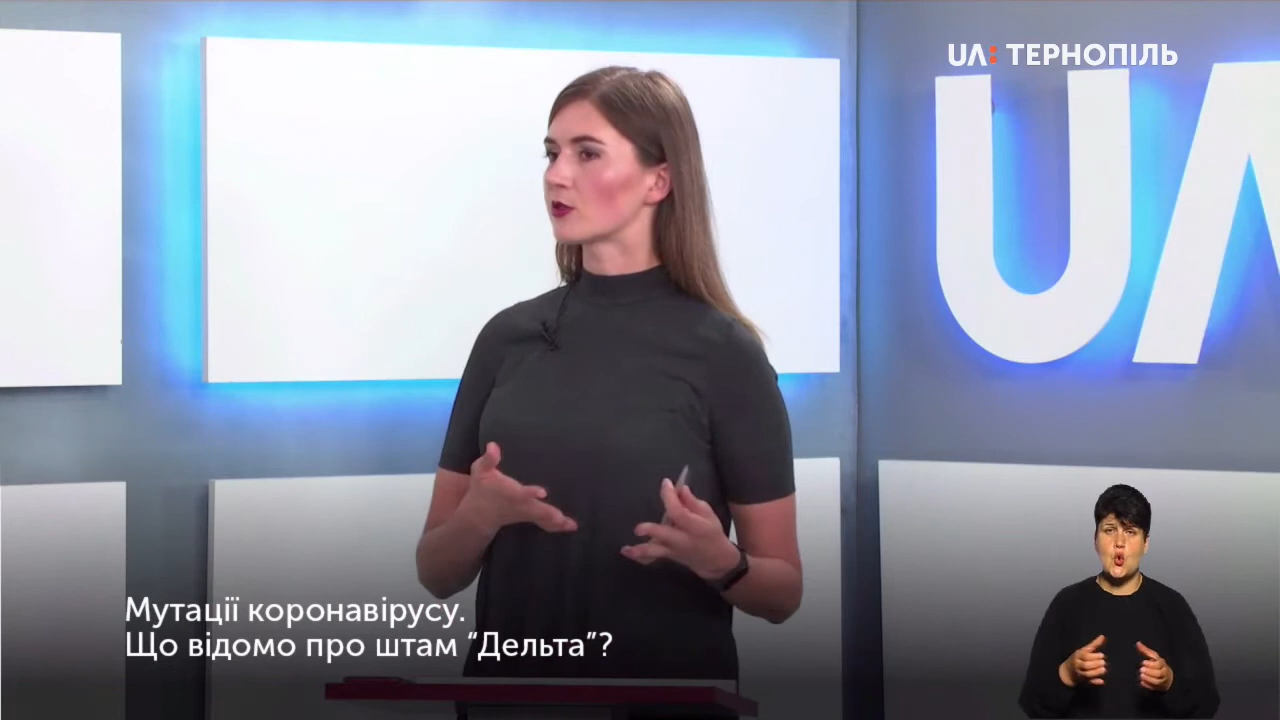 UA: ТЕРНОПІЛЬ
UA
Мутації коронавірусу.
Що відомо про штам “Дельта”?